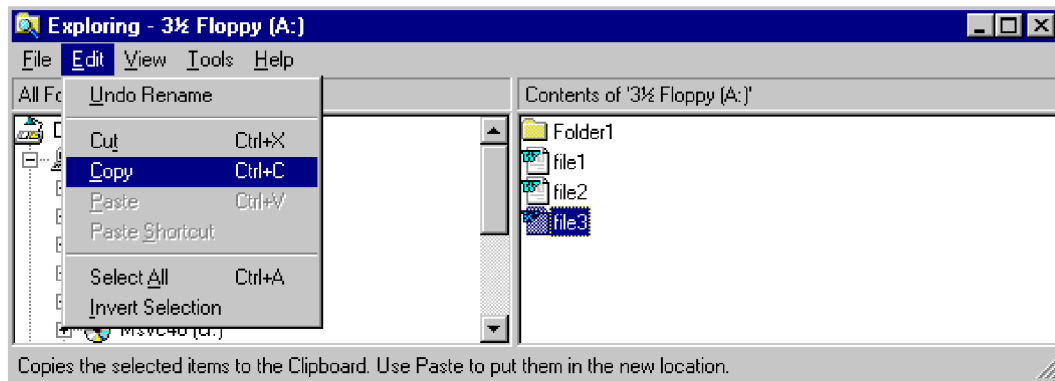 Exploring - 3½ Floppy (A:)
File Edit View Tools Help
All Fo
Contents of '3½ Floppy (A:)'
Undo Rename
Cut Ctrl+X
Copy Ctrl+C
Paste Ctrl+V
Paste Shortcut
Select All Ctrl+A
Invert Selection
Msvc40 (G:)
Folder1
file1
file2
file3
Copies the selected items to the Clipboard. Use Paste to put them in the new location.